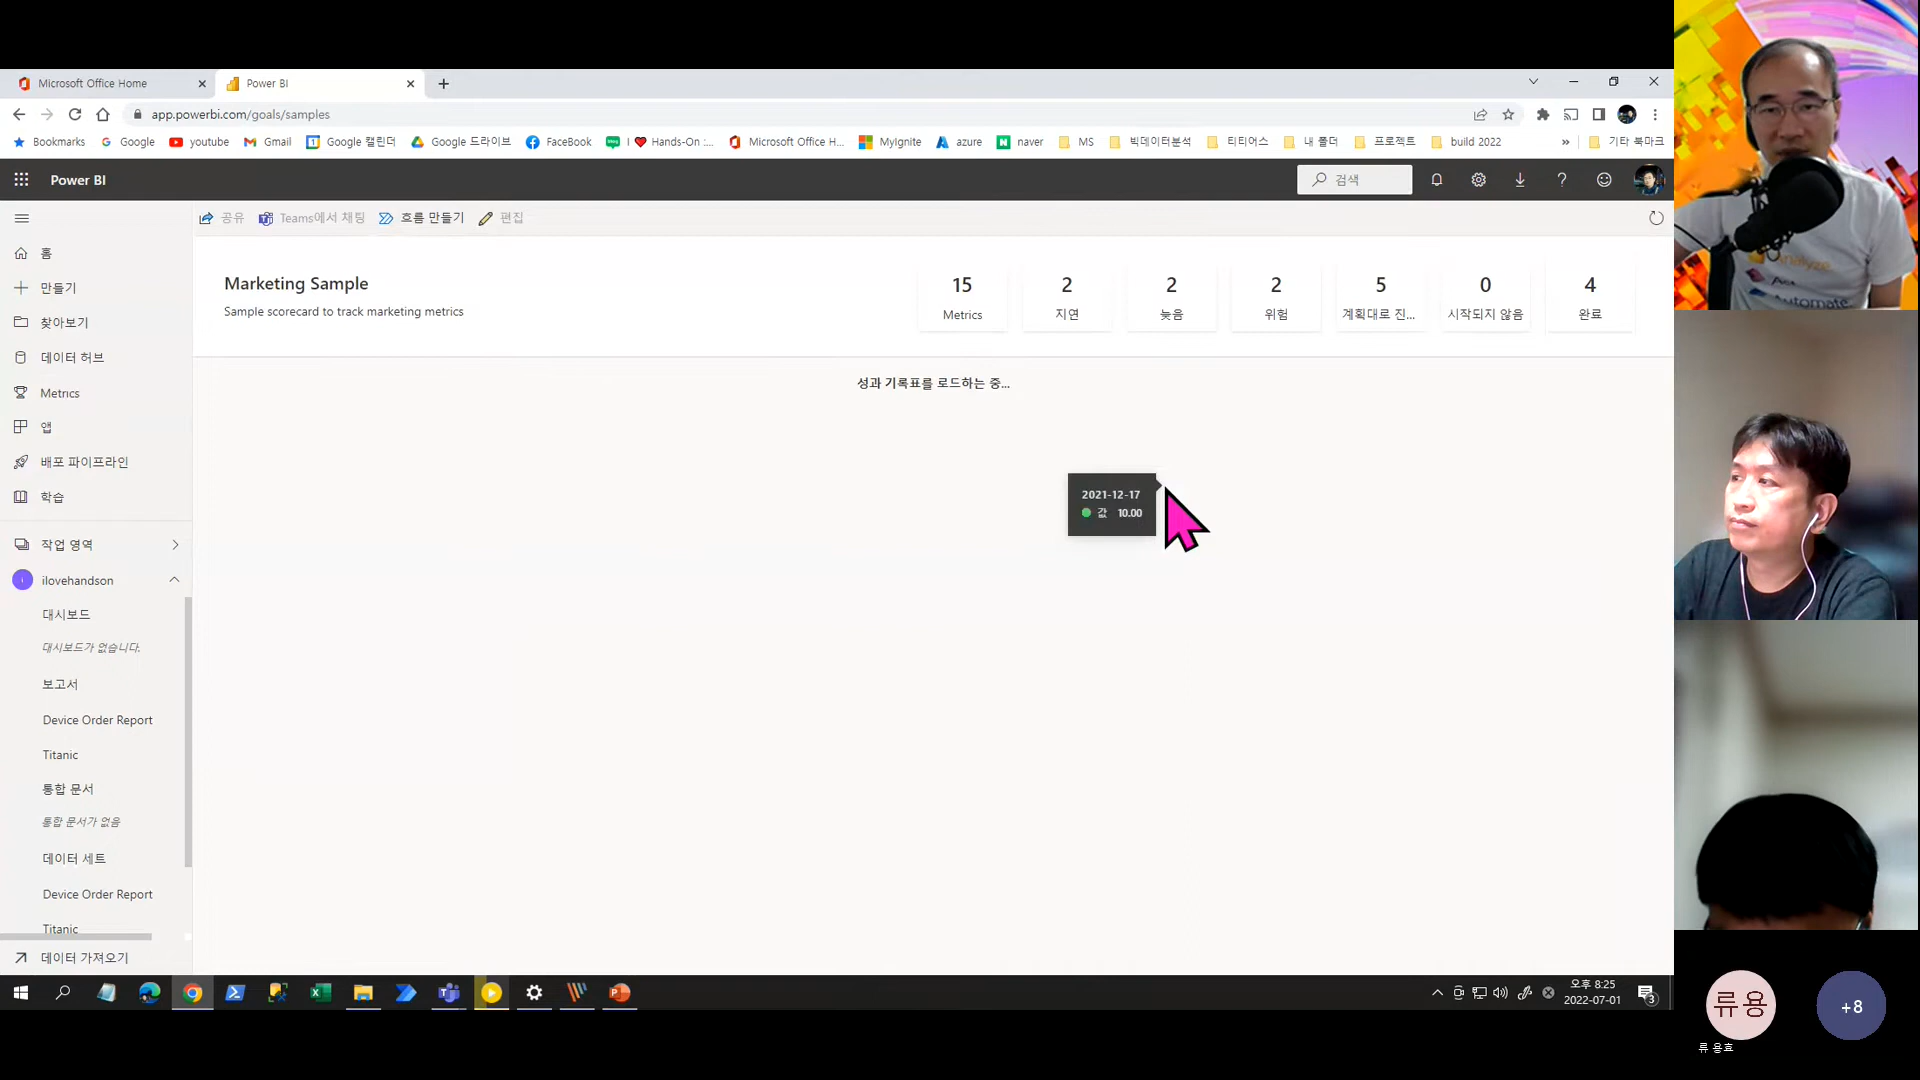 Microsoft Office Home
Power BI
app.powerbi.com/goals/samples
Bookmarks
Google
youtube
Gmail
Google 캘린더
Google 드라이브
FaceBook
I ❤ Hands-On :...
Microsoft Office H...
MyIgnite
azure
naver
MS
빅데이터분석
티티어스
내 폴더
프로젝트
build 2022
»
기타 북마크
Power BI
검색
공유
Teams에서 채팅
흐름 만들기
편집
홈
만들기
찾아보기
데이터 허브
Metrics
앱
배포 파이프라인
학습
작업 영역
ilovehandson
대시보드
대시보드가 없습니다.
보고서
Device Order Report
Titanic
통합 문서
통합 문서가 없음
데이터 세트
Device Order Report
Titanic
데이터 가져오기
Marketing Sample
Sample scorecard to track marketing metrics
15
Metrics
2
지연
2
늦음
2
위험
5
계획대로 진...
0
시작되지 않음
4
완료
성과 기록표를 로드하는 중...
2021-12-17
값 10.00
오후 8:25
2022-07-01
3
Analyze.
Act.
Automate.
류용
+8
류 용효